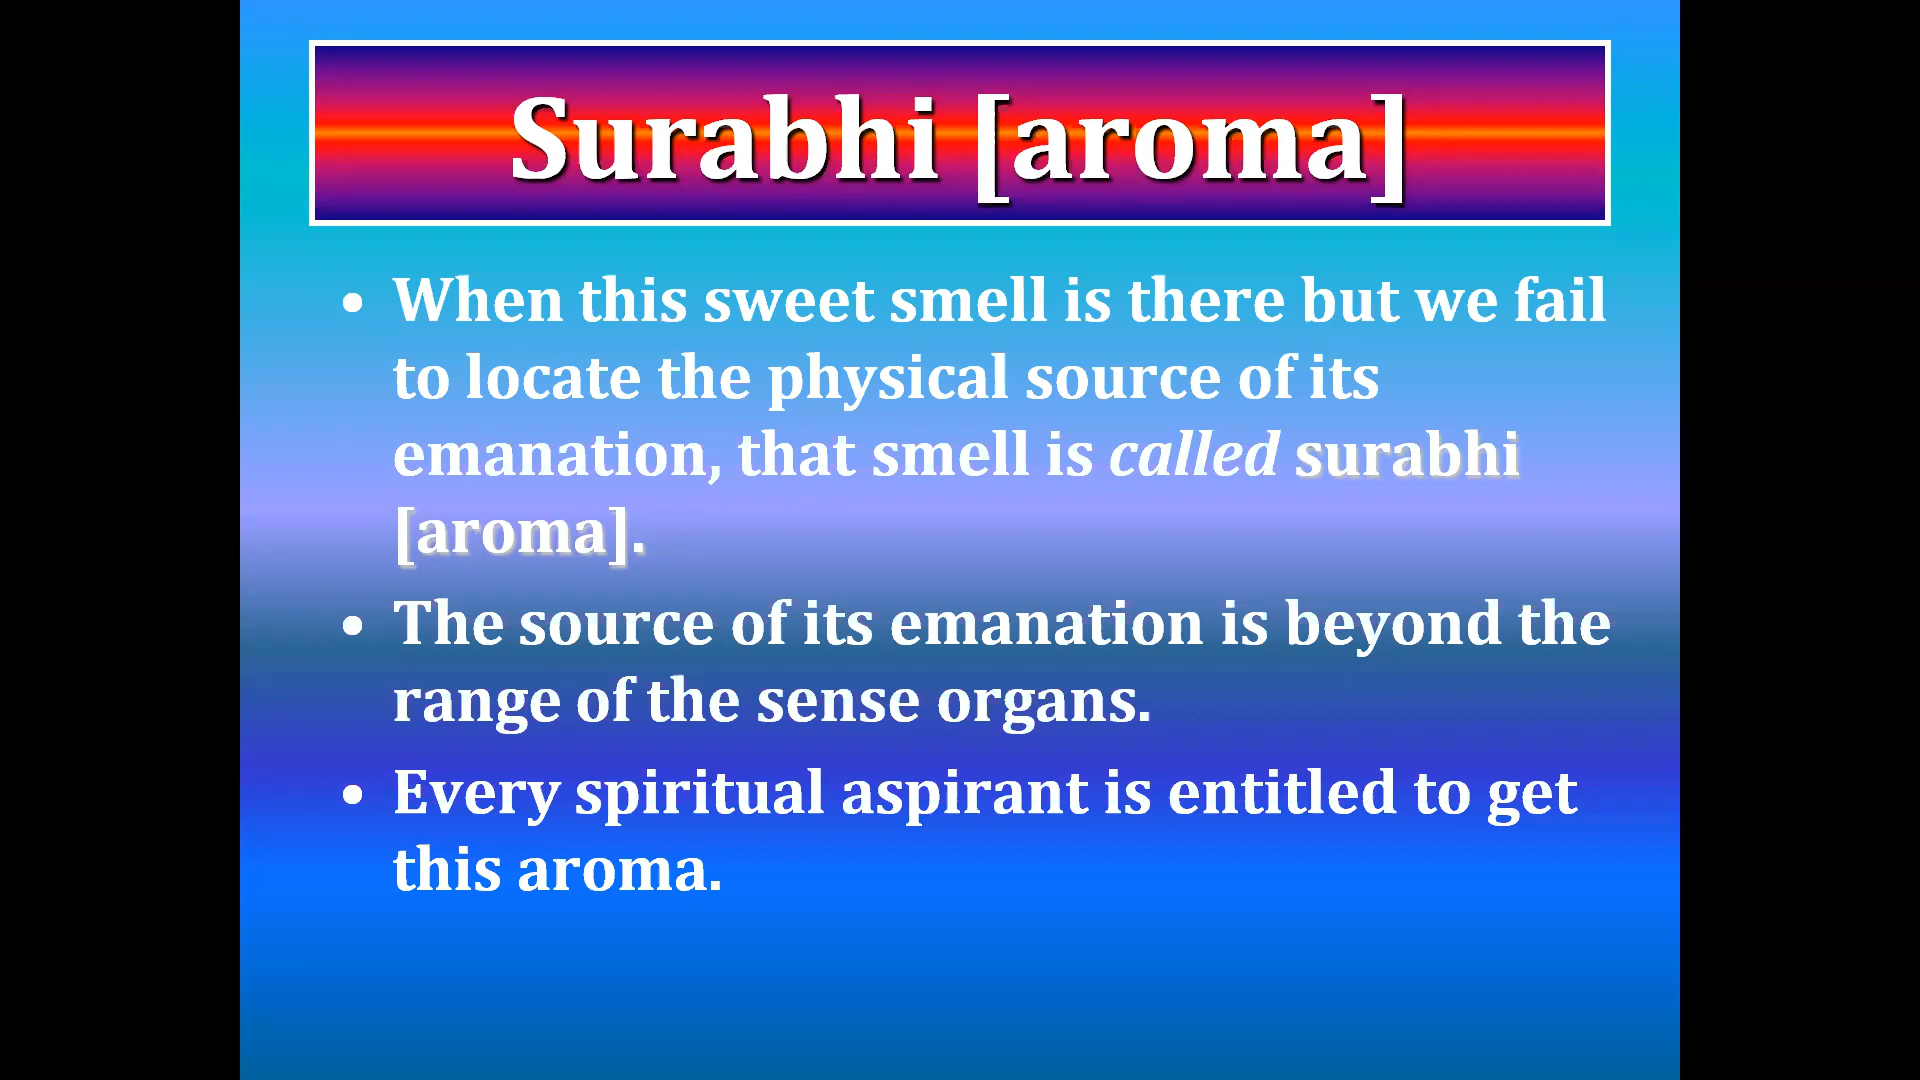 Surabhi [aroma]
• When this sweet smell is there but we fail
to locate the physical source of its
emanation, that smell is called surabhi
[aroma].
• The source of its emanation is beyond the
range of the sense organs.
• Every spiritual aspirant is entitled to get
this aroma.